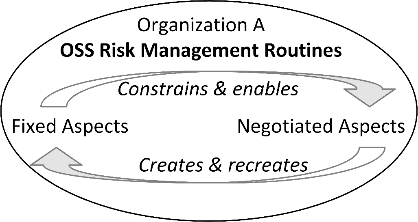 Organization A
OSS Risk Management Routines
Constrains & enables
Fixed Aspects
Negotiated Aspects
Creates & recreates